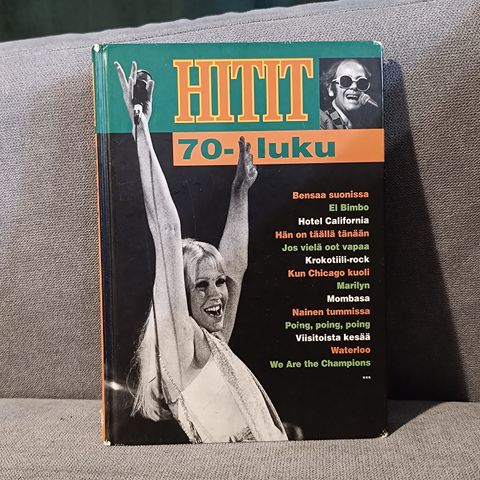 HITIT
70-luku
Bensaa suonissa
El Bimbo
Hotel California
Hän on täällä tänään
Jos vielä oot vapaa
Krokotiili-rock
Kun Chicago kuoli
Marilyn
Mombasa
Nainen tummissa
Poing, poing, poing
Viisitoista kesää
Waterloo
We Are the Champions
...